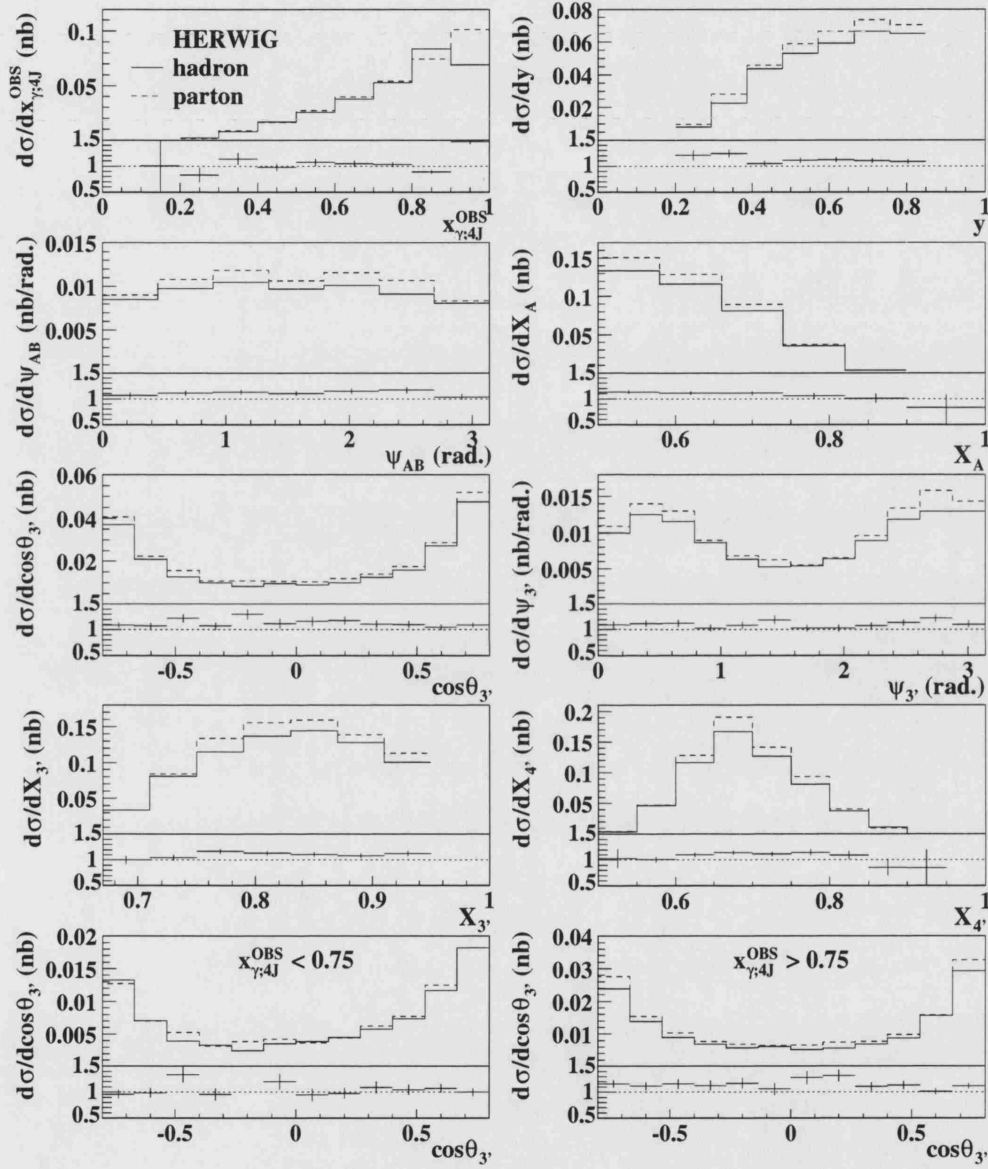 HERWIG
hadron
parton
dσ/dx^OBS_γ;4J (nb)
0.1
0.05
1.5
1
0.5
0 0.2 0.4 0.6 0.8 1
x^OBS_γ;4J
dσ/dy (nb)
0.08
0.06
0.04
0.02
1.5
1
0.5
0 0.2 0.4 0.6 0.8 1
y
dσ/dψ_AB (nb/rad.)
0.015
0.01
0.005
1.5
1
0.5
0 1 2 3
ψ_AB (rad.)
dσ/dX_A (nb)
0.15
0.1
0.05
1.5
1
0.5
0.6 0.8 1
X_A
dσ/dcosθ_3' (nb)
0.06
0.04
0.02
1.5
1
0.5
-0.5 0 0.5
cosθ_3'
dσ/dψ_3' (nb/rad.)
0.015
0.01
0.005
1.5
1
0.5
0 1 2 3
ψ_3' (rad.)
dσ/dX_3' (nb)
0.15
0.1
0.05
1.5
1
0.5
0.7 0.8 0.9 1
X_3'
dσ/dX_4' (nb)
0.2
0.15
0.1
0.05
1.5
1
0.5
0.6 0.8 1
X_4'
x^OBS_γ;4J < 0.75
dσ/dcosθ_3' (nb)
0.02
0.015
0.01
0.005
1.5
1
0.5
-0.5 0 0.5
cosθ_3'
x^OBS_γ;4J > 0.75
dσ/dcosθ_3' (nb)
0.04
0.03
0.02
0.01
1.5
1
0.5
-0.5 0 0.5
cosθ_3'